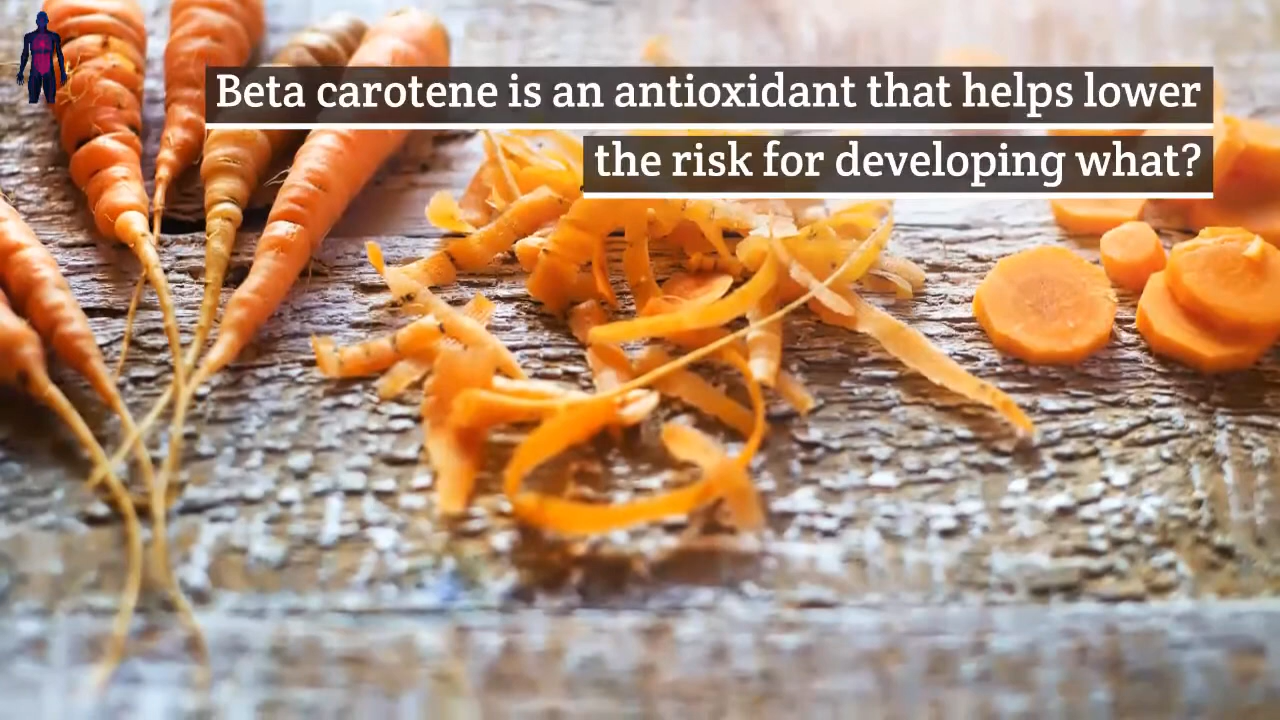 Beta carotene is an antioxidant that helps lower
the risk for developing what?